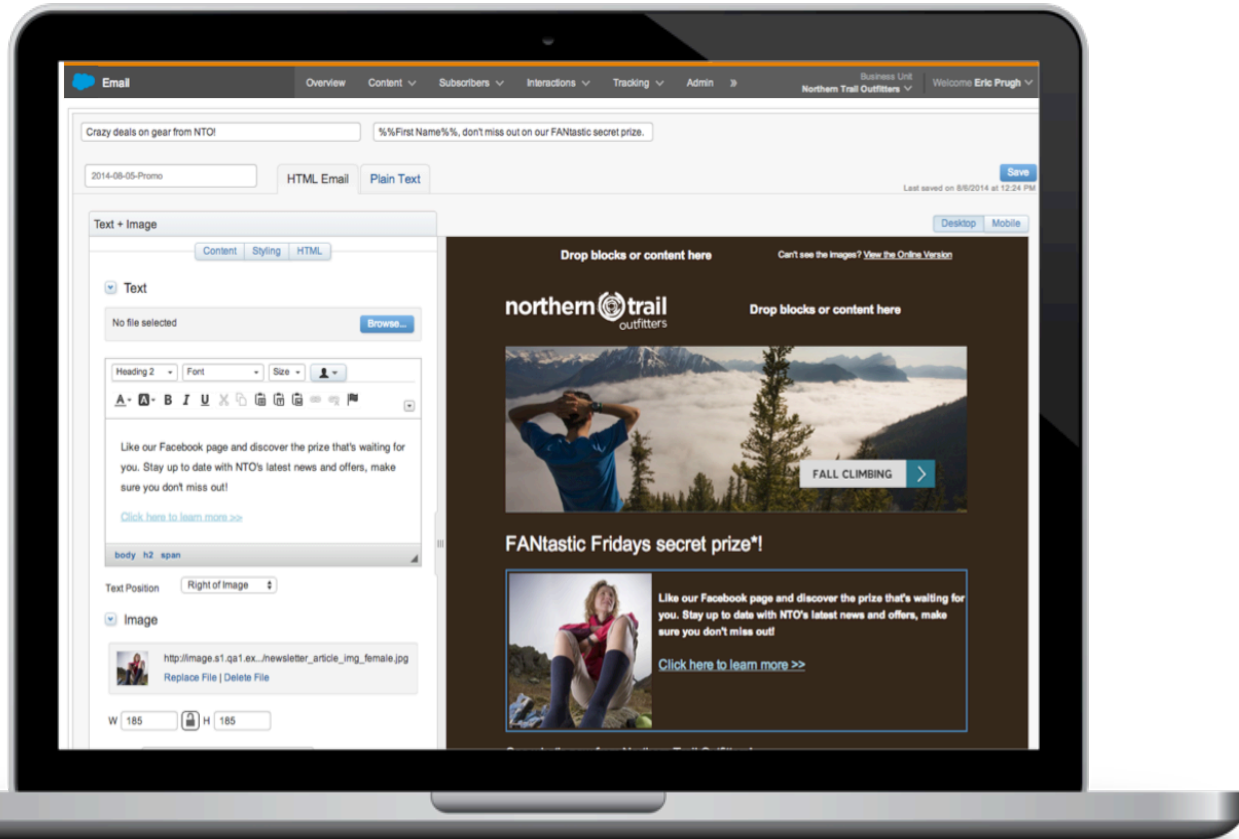 Email
Overview
Content
Subscribers
Interactions
Tracking
Admin
Business Unit
Northern Trail Outfitters
Welcome Eric Prugh
Crazy deals on gear from NTO!
%%First Name%%, don't miss out on our FANtastic secret prize.
2014-08-05-Promo
HTML Email
Plain Text
Save
Last saved on 8/6/2014 at 12:24 PM
Text + Image
Desktop
Mobile
Content
Styling
HTML
Text
No file selected
Browse...
Heading 2
Font
Size
A
A
B
I
U
Like our Facebook page and discover the prize that's waiting for
you. Stay up to date with NTO's latest news and offers, make
sure you don't miss out!
Click here to learn more >>
body h2 span
Text Position
Right of Image
Image
http://image.s1.qa1.ex.../newsletter_article_img_female.jpg
Replace File | Delete File
W 185
H 185
Drop blocks or content here
Can't see the images? View the Online Version
northern trail
outfitters
Drop blocks or content here
FALL CLIMBING
FANtastic Fridays secret prize*!
Like our Facebook page and discover the prize that's waiting for
you. Stay up to date with NTO's latest news and offers, make
sure you don't miss out!
Click here to learn more >>